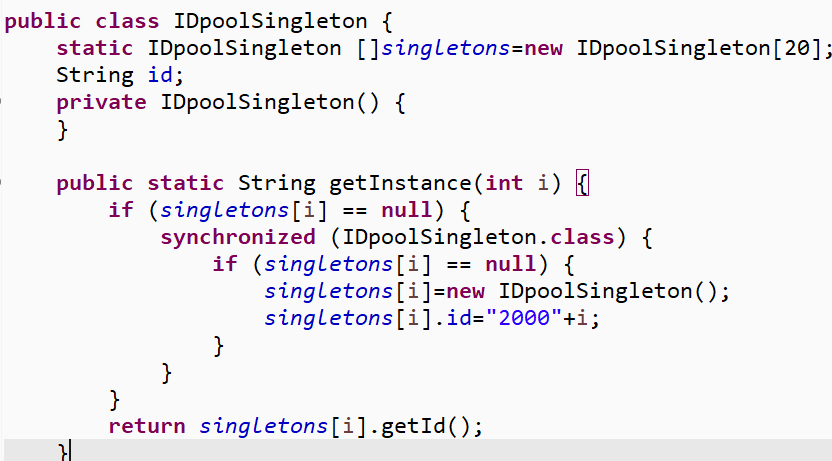 public class IDpoolSingleton {
    static IDpoolSingleton []singletons=new IDpoolSingleton[20];
    String id;
    private IDpoolSingleton() {
    }
    public static String getInstance(int i) {
        if (singletons[i] == null) {
            synchronized (IDpoolSingleton.class) {
                if (singletons[i] == null) {
                    singletons[i]=new IDpoolSingleton();
                    singletons[i].id="2000"+i;
                }
            }
        }
        return singletons[i].getId();
    }